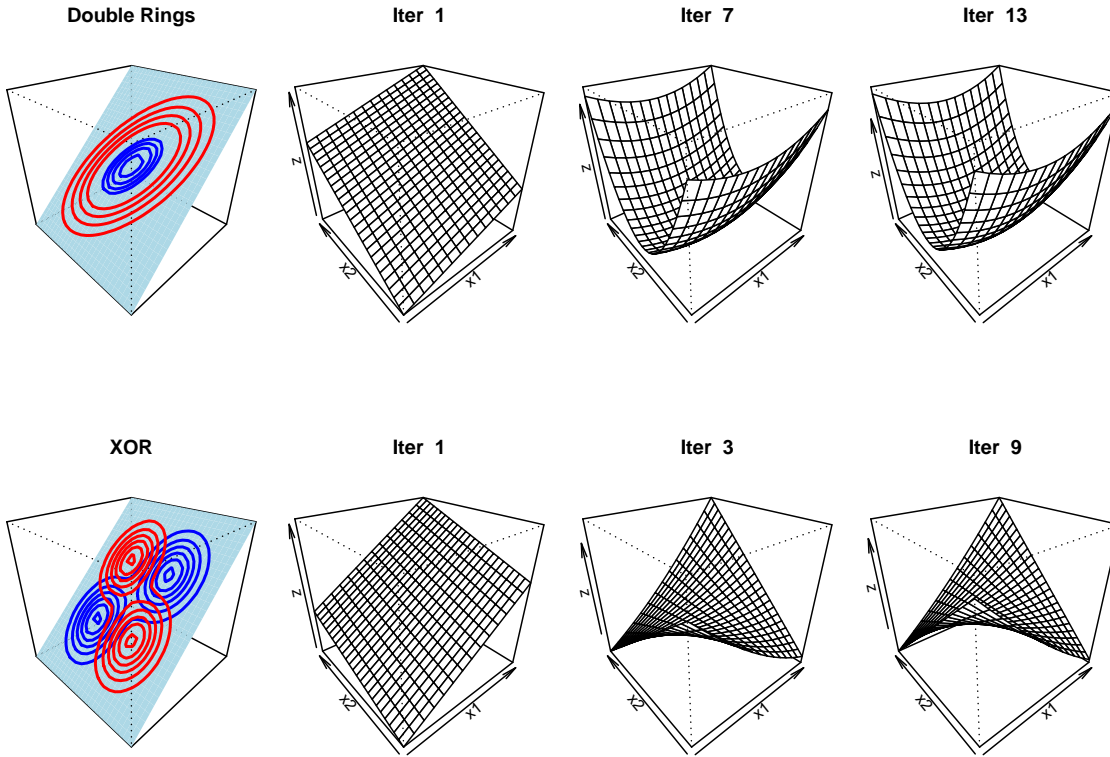 Double Rings
Iter 1
Iter 7
Iter 13
z
x2
x1
z
x2
x1
z
x2
x1
XOR
Iter 1
Iter 3
Iter 9
z
x2
x1
z
x2
x1
z
x2
x1